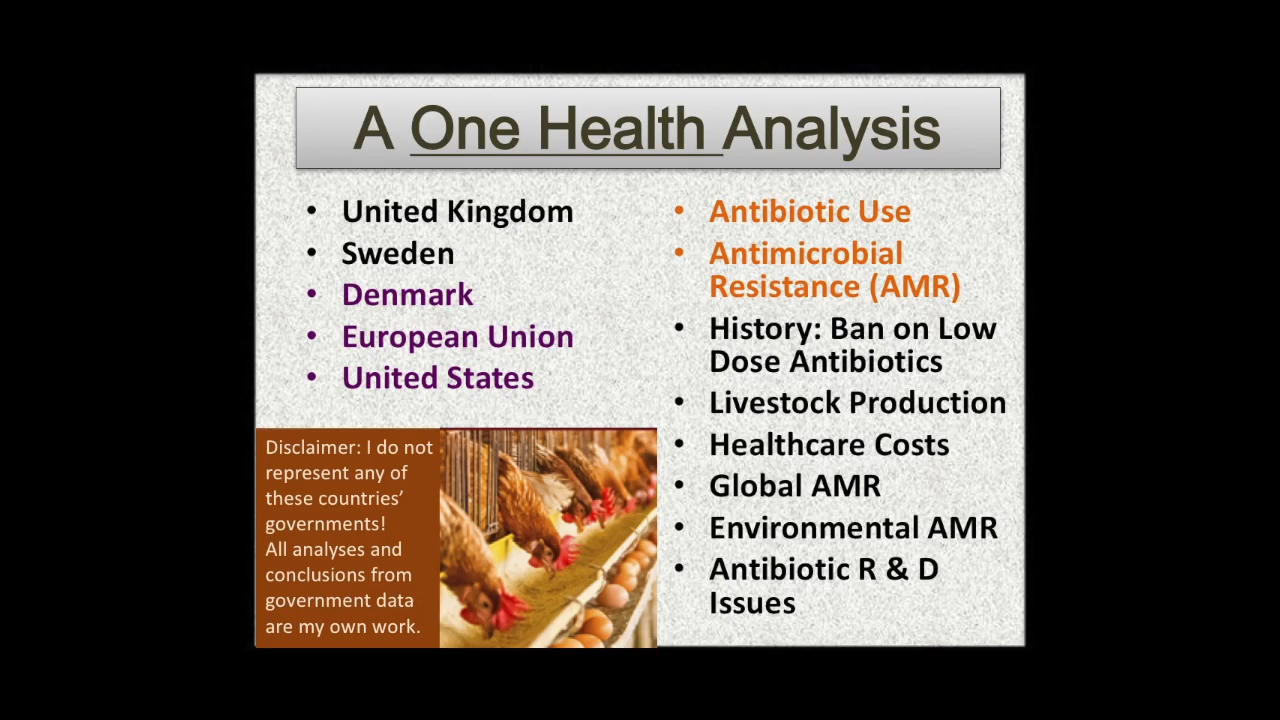 A One Health Analysis
• United Kingdom
• Sweden
• Denmark
• European Union
• United States
Disclaimer: I do not
represent any of
these countries’
governments!
All analyses and
conclusions from
government data
are my own work.
• Antibiotic Use
• Antimicrobial
Resistance (AMR)
• History: Ban on Low
Dose Antibiotics
• Livestock Production
• Healthcare Costs
• Global AMR
• Environmental AMR
• Antibiotic R & D
Issues